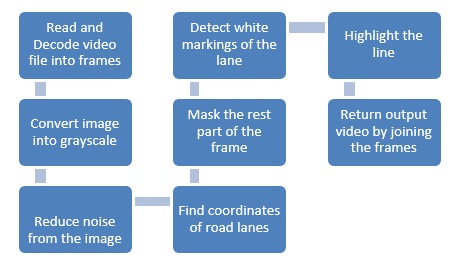 Read and
Decode video
file into frames
Convert image
into grayscale
Reduce noise
from the image
Find coordinates
of road lanes
Mask the rest
part of the
frame
Detect white
markings of the
lane
Highlight the
line
Return output
video by joining
the frames